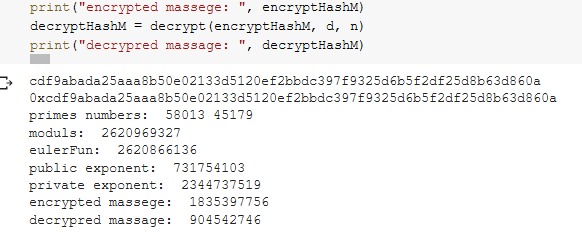 print("encrypted massege: ", encryptHashM)
decryptHashM = decrypt(encryptHashM, d, n)
print("decrypred massage: ", decryptHashM)
cdf9abada25aaa8b50e02133d5120ef2bbdc397f9325d6b5f2df25d8b63d860a
0xcdf9abada25aaa8b50e02133d5120ef2bbdc397f9325d6b5f2df25d8b63d860a
primes numbers:  58013 45179
moduls:  2620969327
eulerFun:  2620866136
public exponent:  731754103
private exponent:  2344737519
encrypted massege:  1835397756
decrypred massage:  904542746